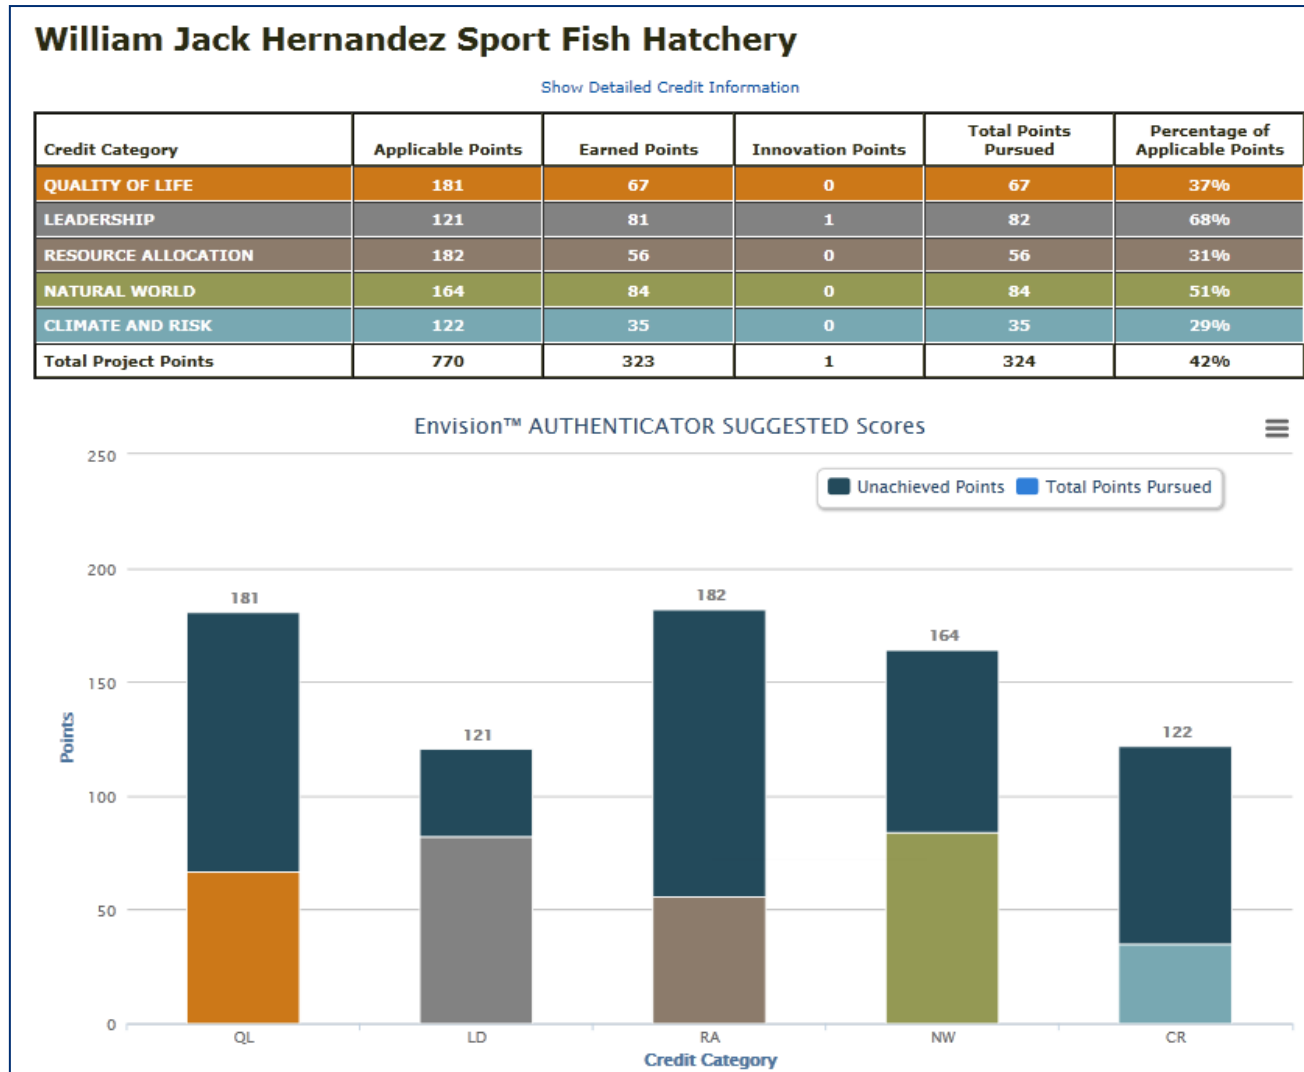 William Jack Hernandez Sport Fish Hatchery
Show Detailed Credit Information
Credit Category Applicable Points Earned Points Innovation Points Total Points Pursued Percentage of Applicable Points
QUALITY OF LIFE 181 67 0 67 37%
LEADERSHIP 121 81 1 82 68%
RESOURCE ALLOCATION 182 56 0 56 31%
NATURAL WORLD 164 84 0 84 51%
CLIMATE AND RISK 122 35 0 35 29%
Total Project Points 770 323 1 324 42%
Envision™ AUTHENTICATOR SUGGESTED Scores
Unachieved Points Total Points Pursued
250
200
150
100
50
0
Points
181
121
182
164
122
QL LD RA NW CR
Credit Category